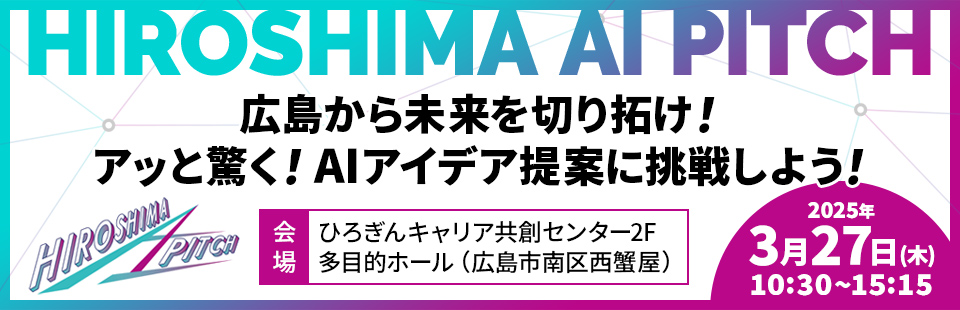 HIROSHIMA AI PITCH
広島から未来を切り拓け！
アッと驚く！AIアイデア提案に挑戦しよう！
HIROSHIMA
PITCH
会場
ひろぎんキャリア共創センター2F
多目的ホール（広島市南区西蟹屋）
2025年
3月27日(木)
10:30~15:15